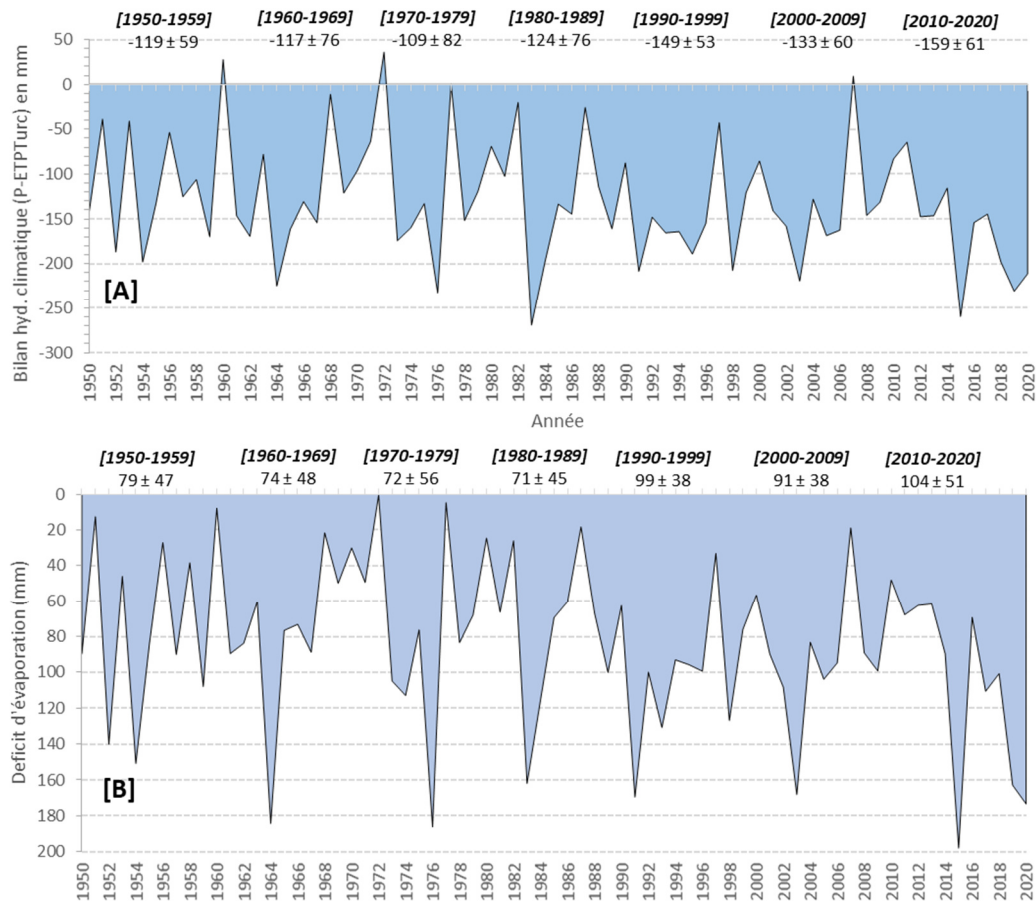 [1950-1959] [1960-1969] [1970-1979] [1980-1989] [1990-1999] [2000-2009] [2010-2020]
-119 ± 59 -117 ± 76 -109 ± 82 -124 ± 76 -149 ± 53 -133 ± 60 -159 ± 61
50
0
-50
-100
-150
-200
-250
-300
Bilan hyd. climatique (P-ETPTurc) en mm
[A]
1950 1952 1954 1956 1958 1960 1962 1964 1966 1968 1970 1972 1974 1976 1978 1980 1982 1984 1986 1988 1990 1992 1994 1996 1998 2000 2002 2004 2006 2008 2010 2012 2014 2016 2018 2020
Année
[1950-1959] [1960-1969] [1970-1979] [1980-1989] [1990-1999] [2000-2009] [2010-2020]
79 ± 47 74 ± 48 72 ± 56 71 ± 45 99 ± 38 91 ± 38 104 ± 51
0
20
40
60
80
100
120
140
160
180
200
Deficit d'évaporation (mm)
[B]
1950 1952 1954 1956 1958 1960 1962 1964 1966 1968 1970 1972 1974 1976 1978 1980 1982 1984 1986 1988 1990 1992 1994 1996 1998 2000 2002 2004 2006 2008 2010 2012 2014 2016 2018 2020